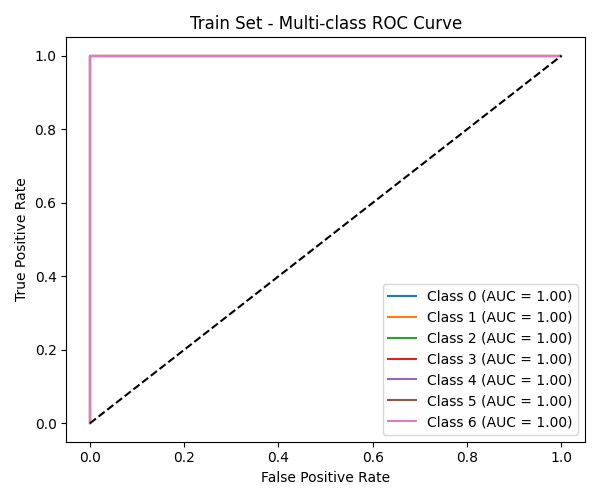 Train Set - Multi-class ROC Curve
True Positive Rate
1.0
0.8
0.6
0.4
0.2
0.0
Class 0 (AUC = 1.00)
Class 1 (AUC = 1.00)
Class 2 (AUC = 1.00)
Class 3 (AUC = 1.00)
Class 4 (AUC = 1.00)
Class 5 (AUC = 1.00)
Class 6 (AUC = 1.00)
0.0 0.2 0.4 0.6 0.8 1.0
False Positive Rate